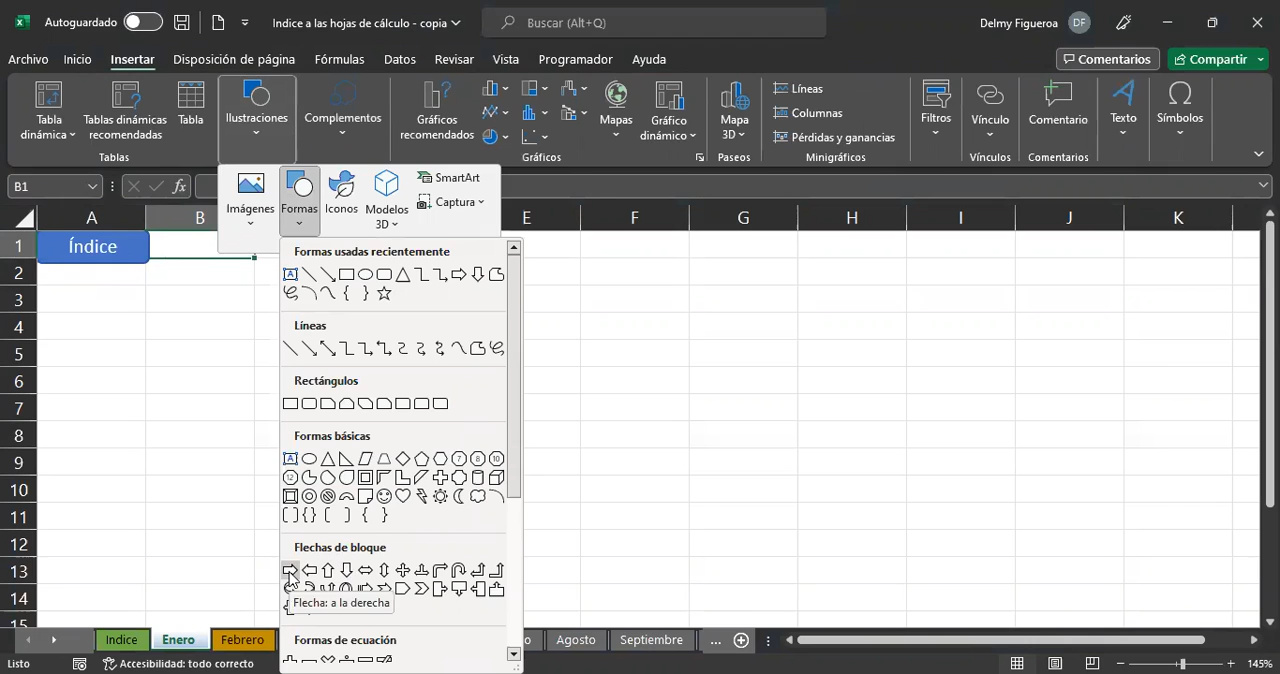 Autoguardado
Indice a las hojas de cálculo - copia
Buscar (Alt+Q)
Delmy Figueroa
DF
Archivo Inicio Insertar Disposición de página Fórmulas Datos Revisar Vista Programador Ayuda
Comentarios
Compartir
Tabla dinámica
Tablas dinámicas recomendadas
Tabla
Tablas
Ilustraciones
Complementos
Gráficos recomendados
Mapas
Gráfico dinámico
Gráficos
Mapa 3D
Paseos
Líneas
Columnas
Pérdidas y ganancias
Minigráficos
Filtros
Vínculo
Vínculos
Comentario
Comentarios
Texto
Símbolos
B1
fx
Imágenes
Formas
Iconos
Modelos 3D
SmartArt
Captura
A B E F G H I J K
1 Índice
2
3
4
5
6
7
8
9
10
11
12
13
14
15
Formas usadas recientemente
Líneas
Rectángulos
Formas básicas
Flechas de bloque
Flecha: a la derecha
Formas de ecuación
Indice Enero Febrero
o Agosto Septiembre ...
Listo
Accesibilidad: todo correcto
145%